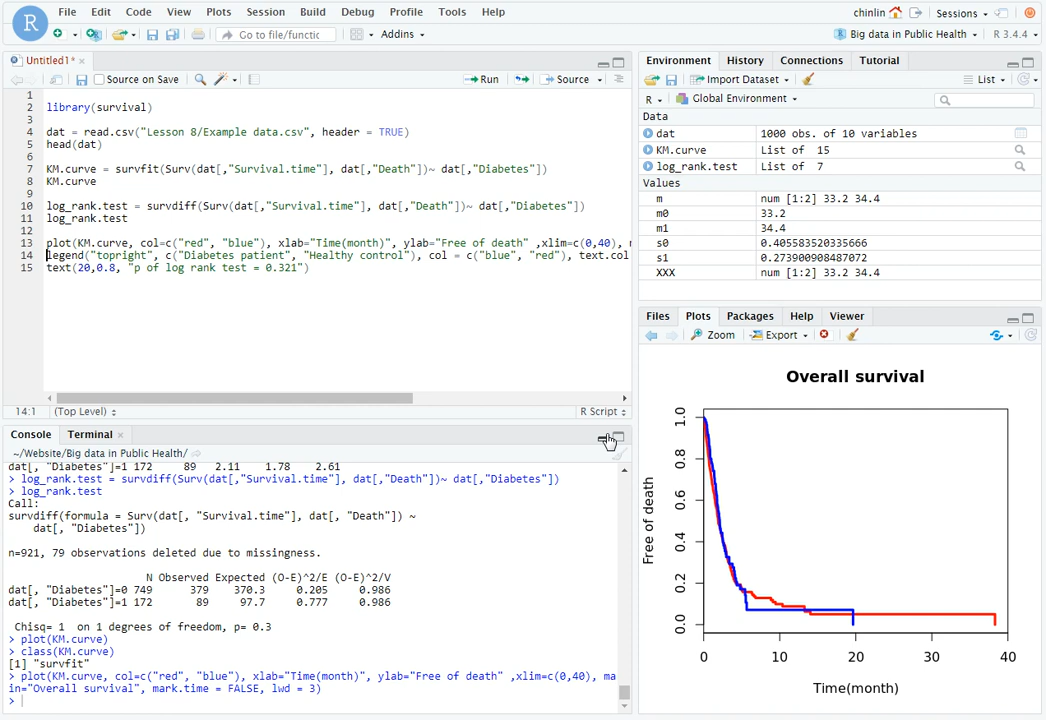 File Edit Code View Plots Session Build Debug Profile Tools Help
chinlin
Sessions
R
Go to file/functic
Addins
Big data in Public Health
R 3.4.4
Untitled1*
Source on Save
Run
Source
1
2 library(survival)
3
4 dat = read.csv("Lesson 8/Example data.csv", header = TRUE)
5 head(dat)
6
7 KM.curve = survfit(Surv(dat[,"Survival.time"], dat[,"Death"])~ dat[,"Diabetes"])
8 KM.curve
9
10 log_rank.test = survdiff(Surv(dat[,"Survival.time"], dat[,"Death"])~ dat[,"Diabetes"])
11 log_rank.test
12
13 plot(KM.curve, col=c("red", "blue"), xlab="Time(month)", ylab="Free of death" ,xlim=c(0,40),
14 legend("topright", c("Diabetes patient", "Healthy control"), col = c("blue", "red"), text.col
15 text(20,0.8, "p of log rank test = 0.321")
14:1 (Top Level) R Script
Console Terminal
~/Website/Big data in Public Health/
dat[, "Diabetes"]=1 172 89 2.11 1.78 2.61
> log_rank.test = survdiff(Surv(dat[,"Survival.time"], dat[,"Death"])~ dat[,"Diabetes"])
> log_rank.test
Call:
survdiff(formula = Surv(dat[, "Survival.time"], dat[, "Death"]) ~
dat[, "Diabetes"])
n=921, 79 observations deleted due to missingness.
N Observed Expected (O-E)^2/E (O-E)^2/V
dat[, "Diabetes"]=0 749 379 370.3 0.205 0.986
dat[, "Diabetes"]=1 172 89 97.7 0.777 0.986
Chisq= 1 on 1 degrees of freedom, p= 0.3
> plot(KM.curve)
> class(KM.curve)
[1] "survfit"
> plot(KM.curve, col=c("red", "blue"), xlab="Time(month)", ylab="Free of death" ,xlim=c(0,40), ma
in="Overall survival", mark.time = FALSE, lwd = 3)
>
Environment History Connections Tutorial
Import Dataset
List
R
Global Environment
Data
dat 1000 obs. of 10 variables
KM.curve List of 15
log_rank.test List of 7
Values
m num [1:2] 33.2 34.4
m0 33.2
m1 34.4
s0 0.405583520335666
s1 0.273900908487072
XXX num [1:2] 33.2 34.4
Files Plots Packages Help Viewer
Zoom Export
Overall survival
Free of death
1.0
0.8
0.6
0.4
0.2
0.0
0 10 20 30 40
Time(month)